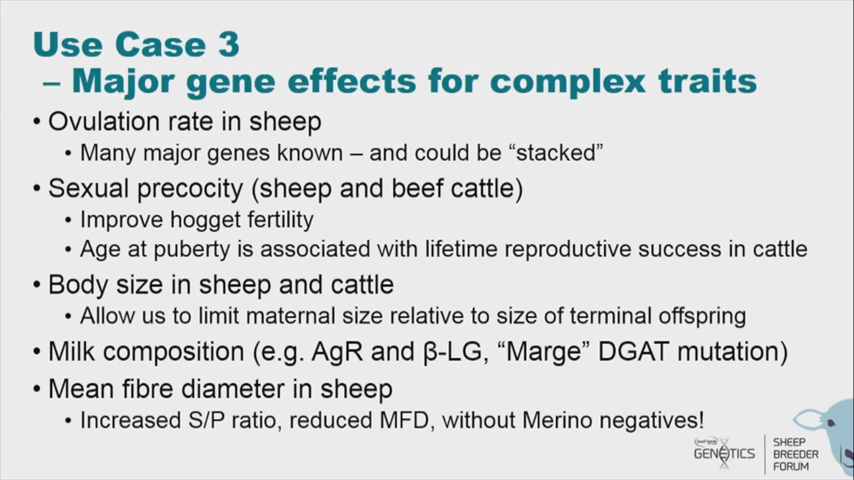 Use Case 3
– Major gene effects for complex traits
• Ovulation rate in sheep
• Many major genes known – and could be “stacked”
• Sexual precocity (sheep and beef cattle)
• Improve hogget fertility
• Age at puberty is associated with lifetime reproductive success in cattle
• Body size in sheep and cattle
• Allow us to limit maternal size relative to size of terminal offspring
• Milk composition (e.g. AgR and β-LG, “Marge” DGAT mutation)
• Mean fibre diameter in sheep
• Increased S/P ratio, reduced MFD, without Merino negatives!
GENETICS
SHEEP
BREEDER
FORUM